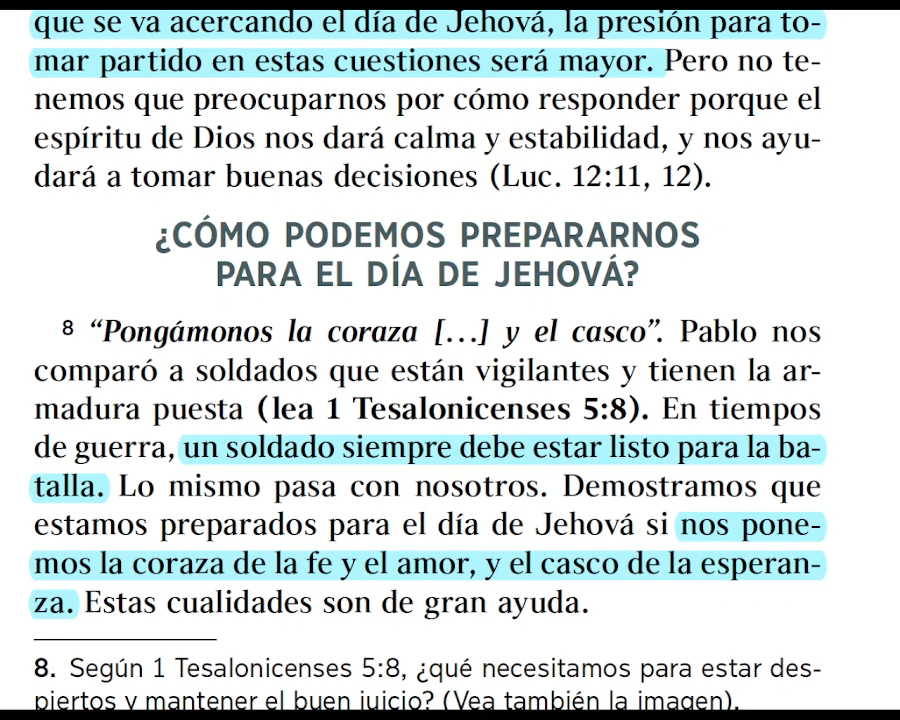 que se va acercando el día de Jehová, la presión para to-
mar partido en estas cuestiones será mayor. Pero no te-
nemos que preocuparnos por cómo responder porque el
espíritu de Dios nos dará calma y estabilidad, y nos ayu-
dará a tomar buenas decisiones (Luc. 12:11, 12).
¿CÓMO PODEMOS PREPARARNOS
PARA EL DÍA DE JEHOVÁ?
8 “Pongámonos la coraza [...] y el casco”. Pablo nos
comparó a soldados que están vigilantes y tienen la ar-
madura puesta (lea 1 Tesalonicenses 5:8). En tiempos
de guerra, un soldado siempre debe estar listo para la ba-
talla. Lo mismo pasa con nosotros. Demostramos que
estamos preparados para el día de Jehová si nos pone-
mos la coraza de la fe y el amor, y el casco de la esperan-
za. Estas cualidades son de gran ayuda.
8. Según 1 Tesalonicenses 5:8, ¿qué necesitamos para estar des-
piertos y mantener el buen juicio? (Vea también la imagen).